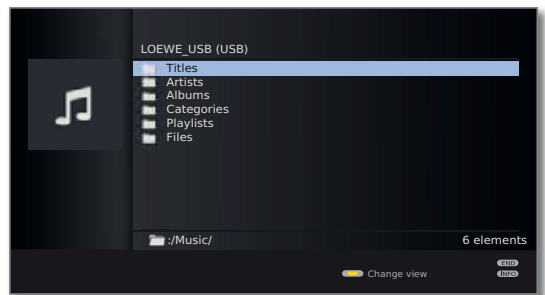 LOEWE_USB (USB)
Titles
Artists
Albums
Categories
Playlists
Files
:/Music/ 6 elements
END
Change view INFO